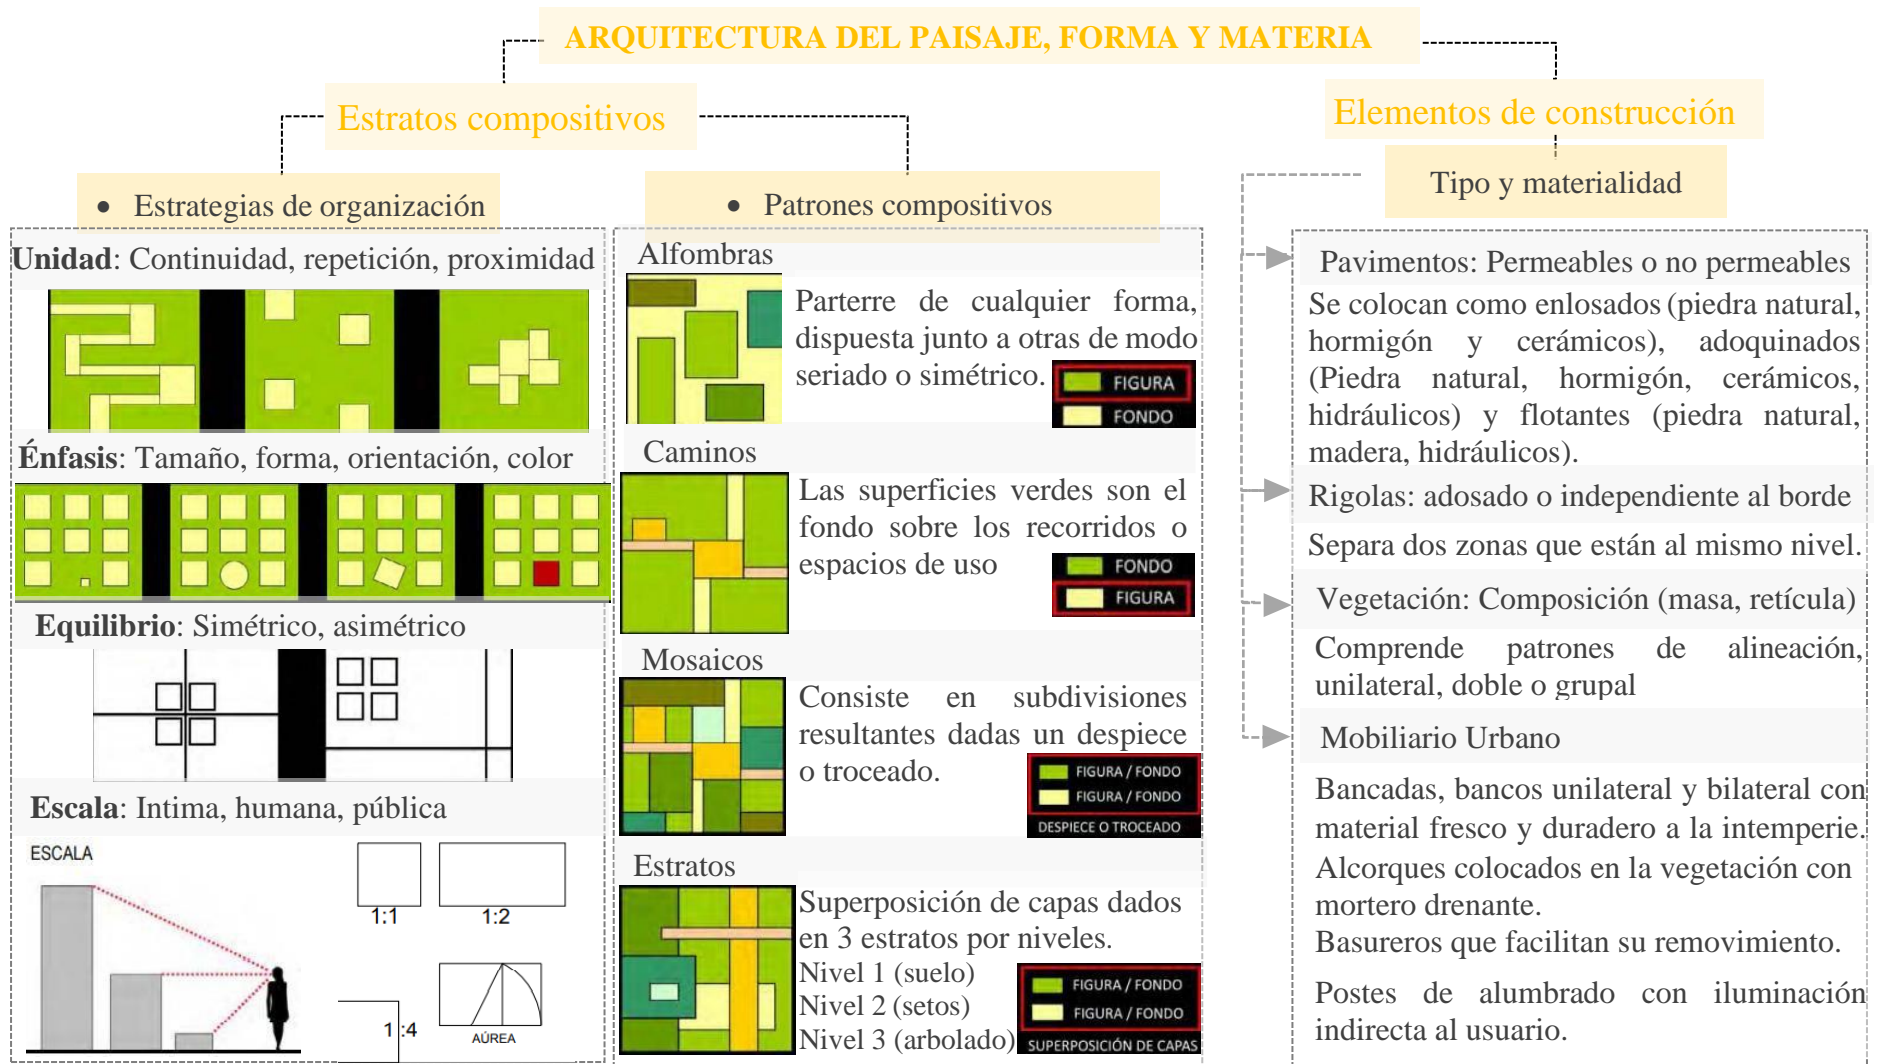 ARQUITECTURA DEL PAISAJE, FORMA Y MATERIA
Estratos compositivos
Elementos de construcción
• Estrategias de organización
• Patrones compositivos
Tipo y materialidad
Unidad: Continuidad, repetición, proximidad
Énfasis: Tamaño, forma, orientación, color
Equilibrio: Simétrico, asimétrico
Escala: Intima, humana, pública
ESCALA
1:1
1:2
1:4
AÚREA
Alfombras
Parterre de cualquier forma,
dispuesta junto a otras de modo
seriado o simétrico.
FIGURA
FONDO
Caminos
Las superficies verdes son el
fondo sobre los recorridos o
espacios de uso
FONDO
FIGURA
Mosaicos
Consiste en subdivisiones
resultantes dadas un despiece
o troceado.
FIGURA / FONDO
FIGURA / FONDO
DESPIECE O TROCEADO
Estratos
Superposición de capas dados
en 3 estratos por niveles.
Nivel 1 (suelo)
Nivel 2 (setos)
Nivel 3 (arbolado)
FIGURA / FONDO
FIGURA / FONDO
SUPERPOSICIÓN DE CAPAS
Pavimentos: Permeables o no permeables
Se colocan como enlosados (piedra natural,
hormigón y cerámicos), adoquinados
(Piedra natural, hormigón, cerámicos,
hidráulicos) y flotantes (piedra natural,
madera, hidráulicos).
Rigolas: adosado o independiente al borde
Separa dos zonas que están al mismo nivel.
Vegetación: Composición (masa, retícula)
Comprende patrones de alineación,
unilateral, doble o grupal
Mobiliario Urbano
Bancadas, bancos unilateral y bilateral con
material fresco y duradero a la intemperie.
Alcorques colocados en la vegetación con
mortero drenante.
Basureros que facilitan su removimiento.
Postes de alumbrado con iluminación
indirecta al usuario.